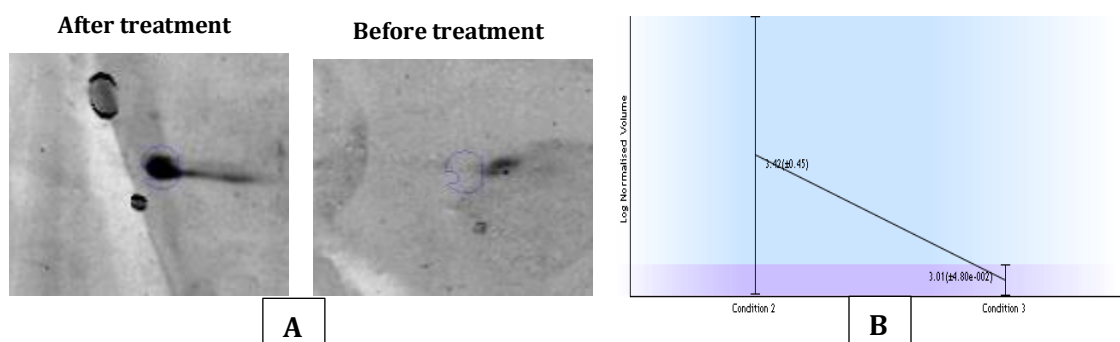 After treatment
Before treatment
A
Log Normalised Volume
3.42(±0.45)
3.01(±4.80e-002)
Condition 2
Condition 3
B